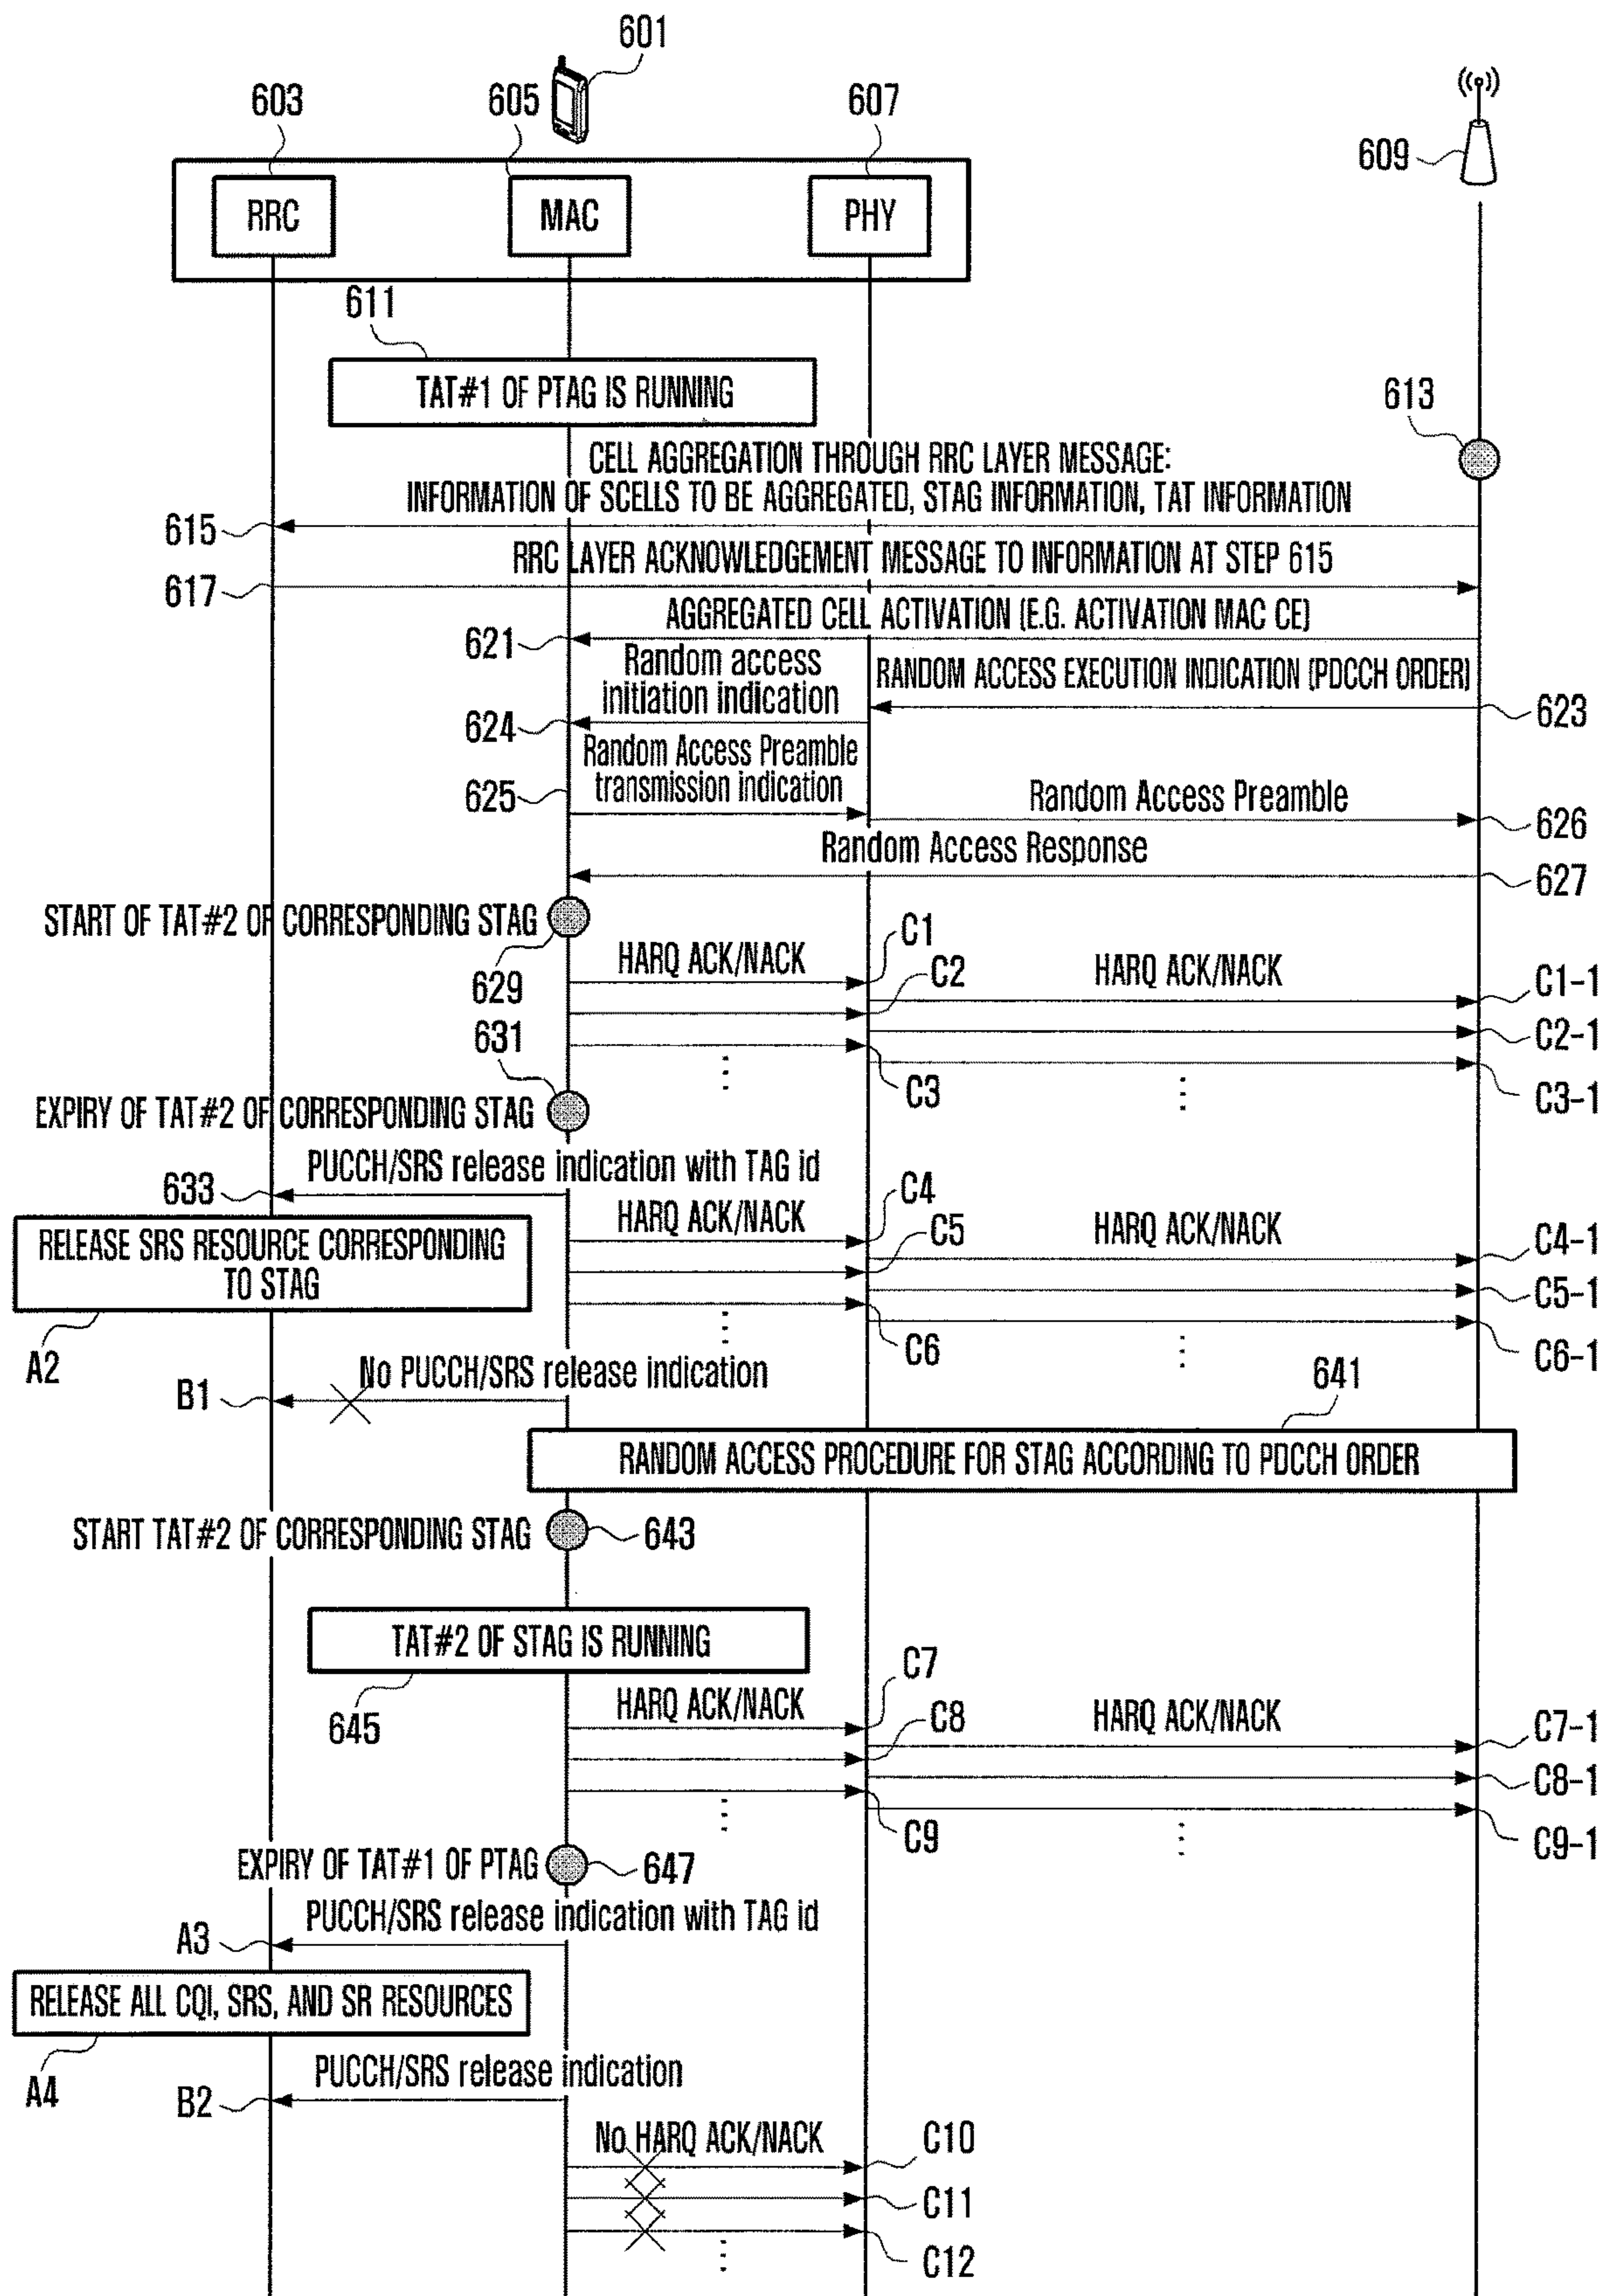 601
603
605
607
609
RRC
MAC
PHY
611
TAT#1 OF PTAG IS RUNNING
613
CELL AGGREGATION THROUGH RRC LAYER MESSAGE:
INFORMATION OF SCELLS TO BE AGGREGATED, STAG INFORMATION, TAT INFORMATION
615
RRC LAYER ACKNOWLEDGEMENT MESSAGE TO INFORMATION AT STEP 615
617
AGGREGATED CELL ACTIVATION (E.G. ACTIVATION MAC CE)
621
Random access
initiation indication
RANDOM ACCESS EXECUTION INDICATION (PDCCH ORDER)
623
624
Random Access Preamble
transmission indication
625
Random Access Preamble
626
Random Access Response
627
START OF TAT#2 OF CORRESPONDING STAG
629
HARQ ACK/NACK
C1
HARQ ACK/NACK
C1-1
C2
C2-1
631
C3
C3-1
EXPIRY OF TAT#2 OF CORRESPONDING STAG
PUCCH/SRS release indication with TAG id
633
HARQ ACK/NACK
C4
HARQ ACK/NACK
C4-1
RELEASE SRS RESOURCE CORRESPONDING
TO STAG
C5
C5-1
A2
C6
C6-1
No PUCCH/SRS release indication
B1
641
RANDOM ACCESS PROCEDURE FOR STAG ACCORDING TO PDCCH ORDER
START TAT#2 OF CORRESPONDING STAG
643
TAT#2 OF STAG IS RUNNING
645
HARQ ACK/NACK
C7
HARQ ACK/NACK
C7-1
C8
C8-1
C9
C9-1
EXPIRY OF TAT#1 OF PTAG
647
PUCCH/SRS release indication with TAG id
A3
RELEASE ALL CQI, SRS, AND SR RESOURCES
A4
PUCCH/SRS release indication
B2
No HARQ ACK/NACK
C10
C11
C12